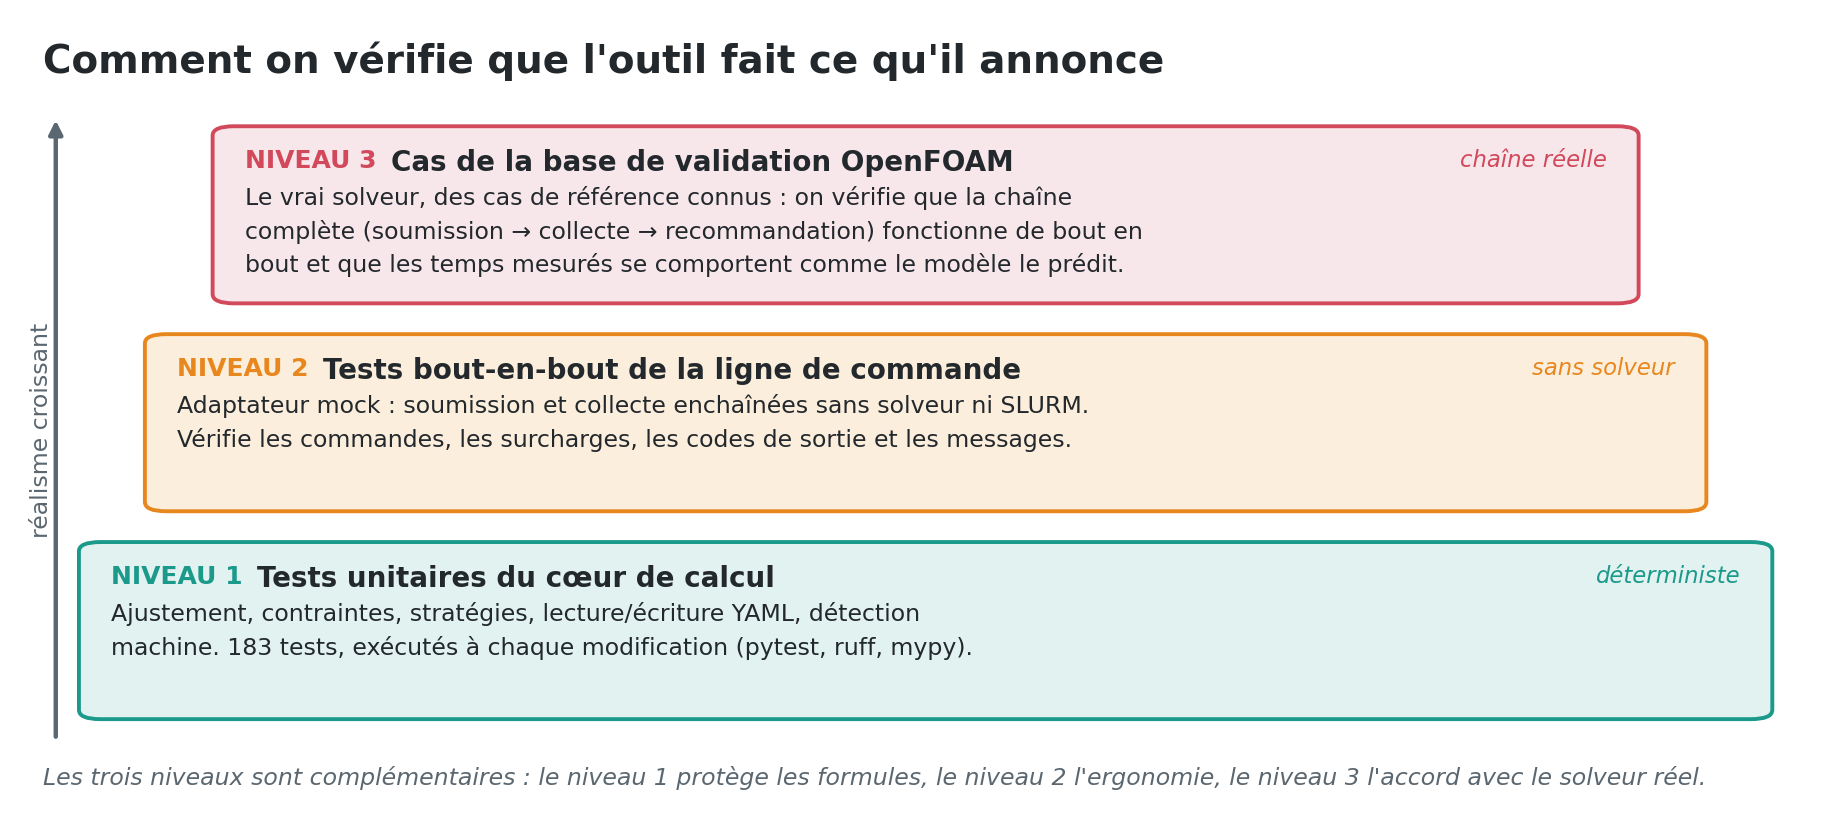 Comment on vérifie que l'outil fait ce qu'il annonce
réalisme croissant
NIVEAU 3 Cas de la base de validation OpenFOAM chaîne réelle
Le vrai solveur, des cas de référence connus : on vérifie que la chaîne
complète (soumission → collecte → recommandation) fonctionne de bout en
bout et que les temps mesurés se comportent comme le modèle le prédit.
NIVEAU 2 Tests bout-en-bout de la ligne de commande sans solveur
Adaptateur mock : soumission et collecte enchaînées sans solveur ni SLURM.
Vérifie les commandes, les surcharges, les codes de sortie et les messages.
NIVEAU 1 Tests unitaires du cœur de calcul déterministe
Ajustement, contraintes, stratégies, lecture/écriture YAML, détection
machine. 183 tests, exécutés à chaque modification (pytest, ruff, mypy).
Les trois niveaux sont complémentaires : le niveau 1 protège les formules, le niveau 2 l'ergonomie, le niveau 3 l'accord avec le solveur réel.